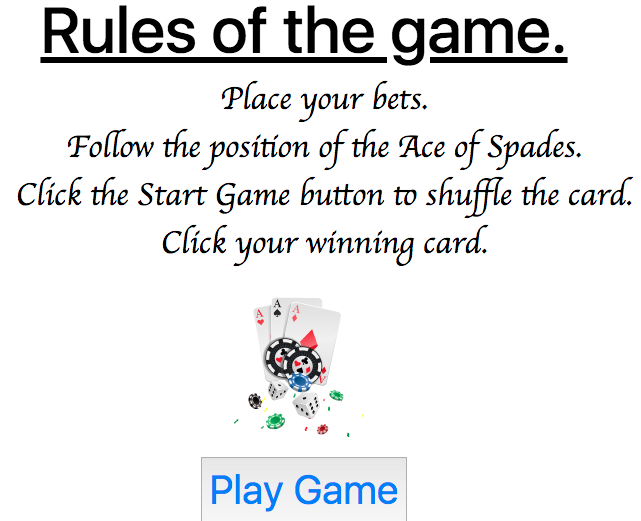 Rules of the game.
Place your bets.
Follow the position of the Ace of Spades.
Click the Start Game button to shuffle the card.
Click your winning card.
A
A
A
Play Game